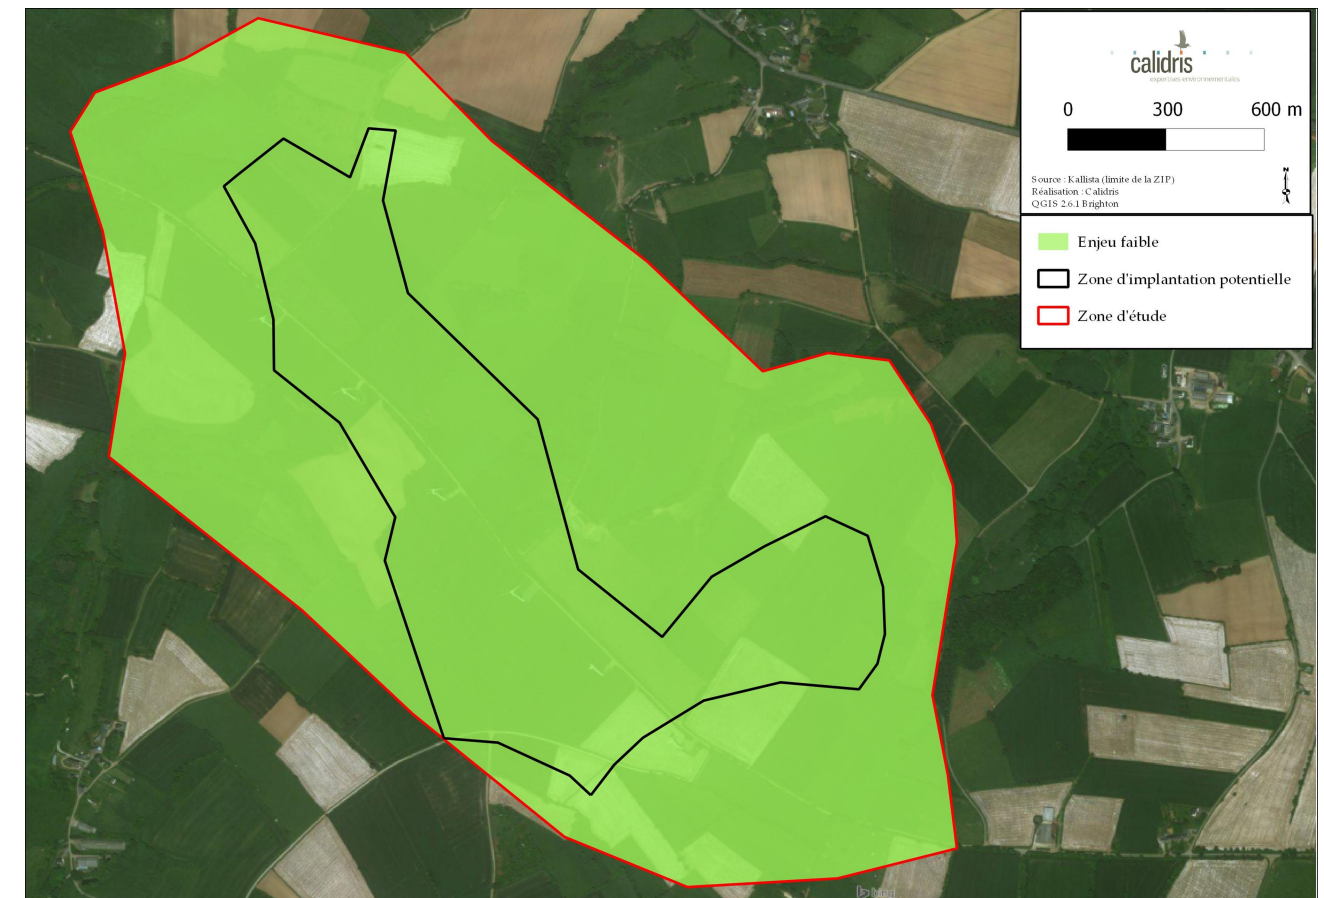 calidris
expertises environnementales
0 300 600 m
Source : Kallista (limite de la ZIP)
Réalisation : Calidris
QGIS 2.6.1 Brighton
N
Enjeu faible
Zone d'implantation potentielle
Zone d'étude
bing